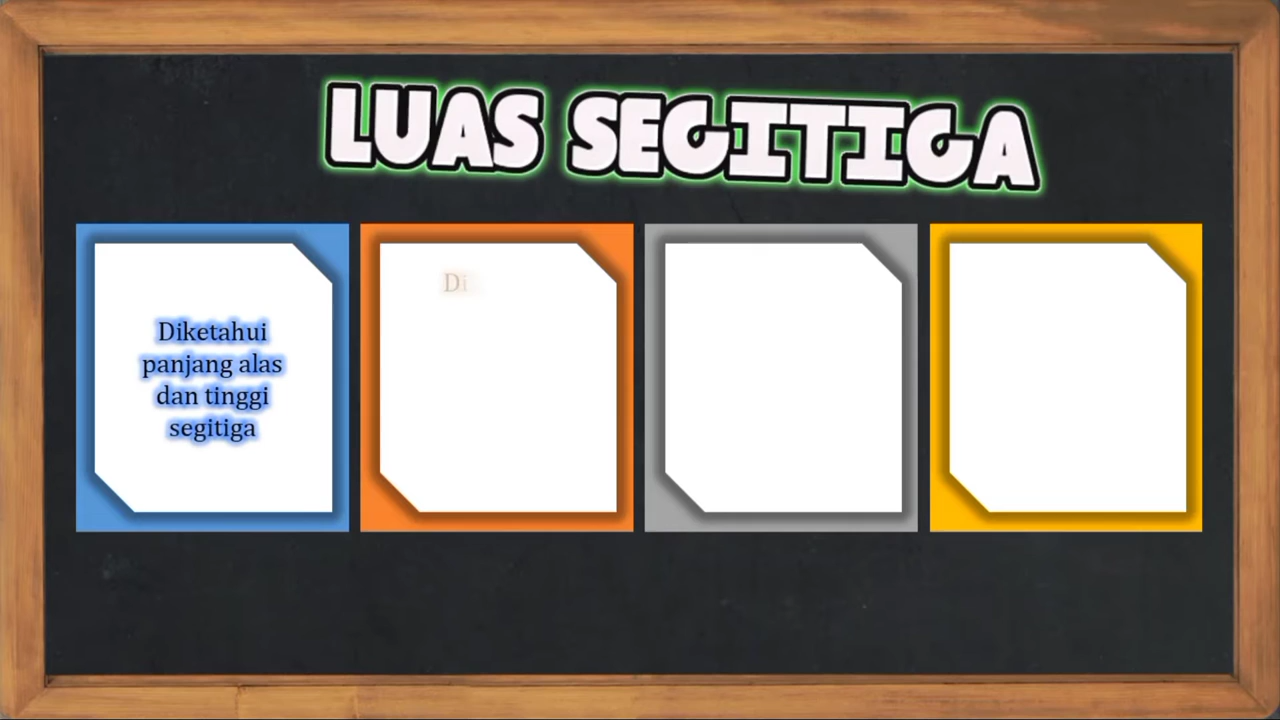 LUAS SEGITIGA
Diketahui
panjang alas
dan tinggi
segitiga
Di